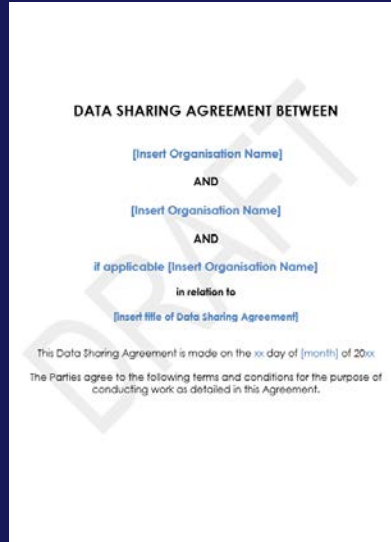 DATA SHARING AGREEMENT BETWEEN
[Insert Organisation Name]
AND
[Insert Organisation Name]
AND
if applicable [Insert Organisation Name]
in relation to
[Insert title of Data Sharing Agreement]
This Data Sharing Agreement is made on the xx day of [month] of 20xx
The Parties agree to the following terms and conditions for the purpose of
conducting work as detailed in this Agreement.
DRAFT